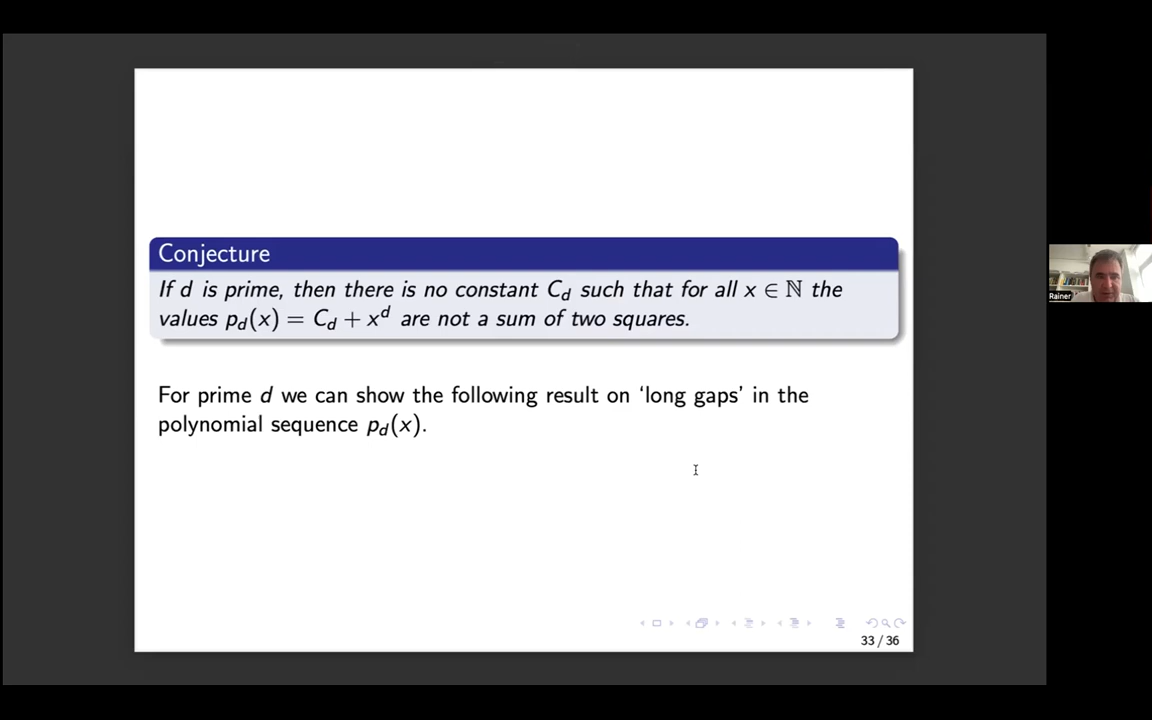 Conjecture
If d is prime, then there is no constant C_d such that for all x ∈ ℕ the
values p_d(x) = C_d + x^d are not a sum of two squares.
For prime d we can show the following result on ‘long gaps’ in the
polynomial sequence p_d(x).
33 / 36
Rainer